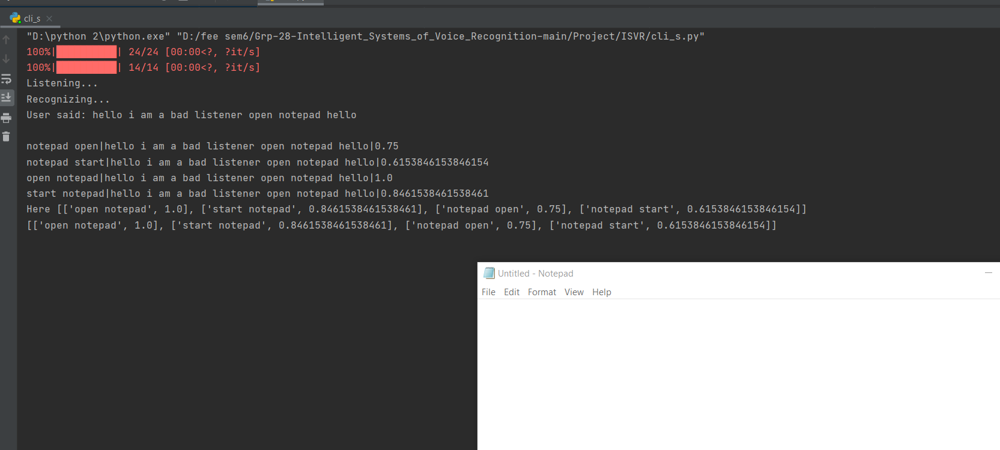 cli_s
"D:\python 2\python.exe" "D:/fee sem6/Grp-28-Intelligent_Systems_of_Voice_Recognition-main/Project/ISVR/cli_s.py"
100%|██████████| 24/24 [00:00<?, ?it/s]
100%|██████████| 14/14 [00:00<?, ?it/s]
Listening...
Recognizing...
User said: hello i am a bad listener open notepad hello
notepad open|hello i am a bad listener open notepad hello|0.75
notepad start|hello i am a bad listener open notepad hello|0.6153846153846154
open notepad|hello i am a bad listener open notepad hello|1.0
start notepad|hello i am a bad listener open notepad hello|0.8461538461538461
Here [['open notepad', 1.0], ['start notepad', 0.8461538461538461], ['notepad open', 0.75], ['notepad start', 0.6153846153846154]]
[['open notepad', 1.0], ['start notepad', 0.8461538461538461], ['notepad open', 0.75], ['notepad start', 0.6153846153846154]]
Untitled - Notepad
File Edit Format View Help